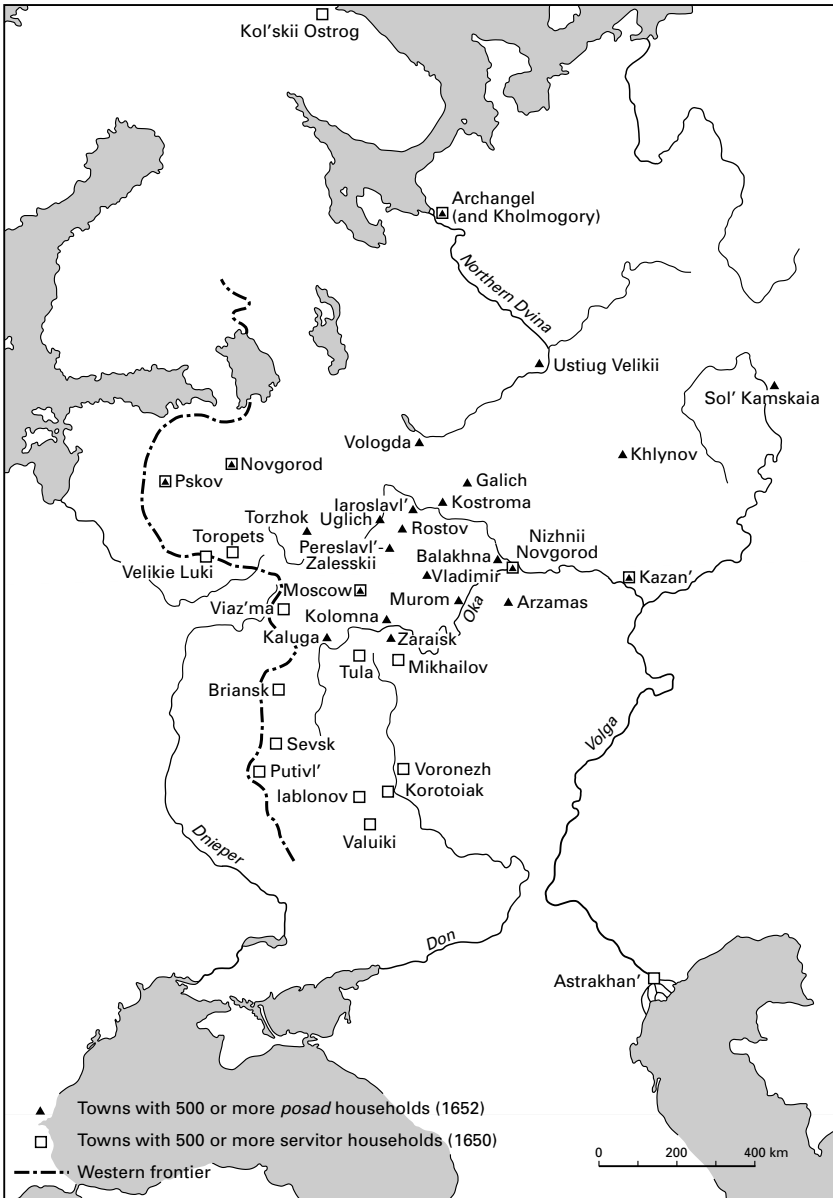 Kol'skii Ostrog
Archangel
(and Kholmogory)
Northern Dvina
Ustiug Velikii
Sol' Kamskaia
Vologda
Khlynov
Novgorod
Pskov
Galich
Iaroslavl'
Kostroma
Torzhok
Uglich
Rostov
Toropets
Pereslavl'-
Zalesskii
Nizhnii
Novgorod
Balakhna
Velikie Luki
Vladimir
Kazan'
Moscow
Viaz'ma
Murom
Oka
Arzamas
Kolomna
Kaluga
Zaraisk
Tula
Mikhailov
Briansk
Volga
Sevsk
Putivl'
Voronezh
Iablonov
Korotoiak
Valuiki
Dnieper
Don
Astrakhan'
Towns with 500 or more posad households (1652)
Towns with 500 or more servitor households (1650)
Western frontier
0 200 400 km